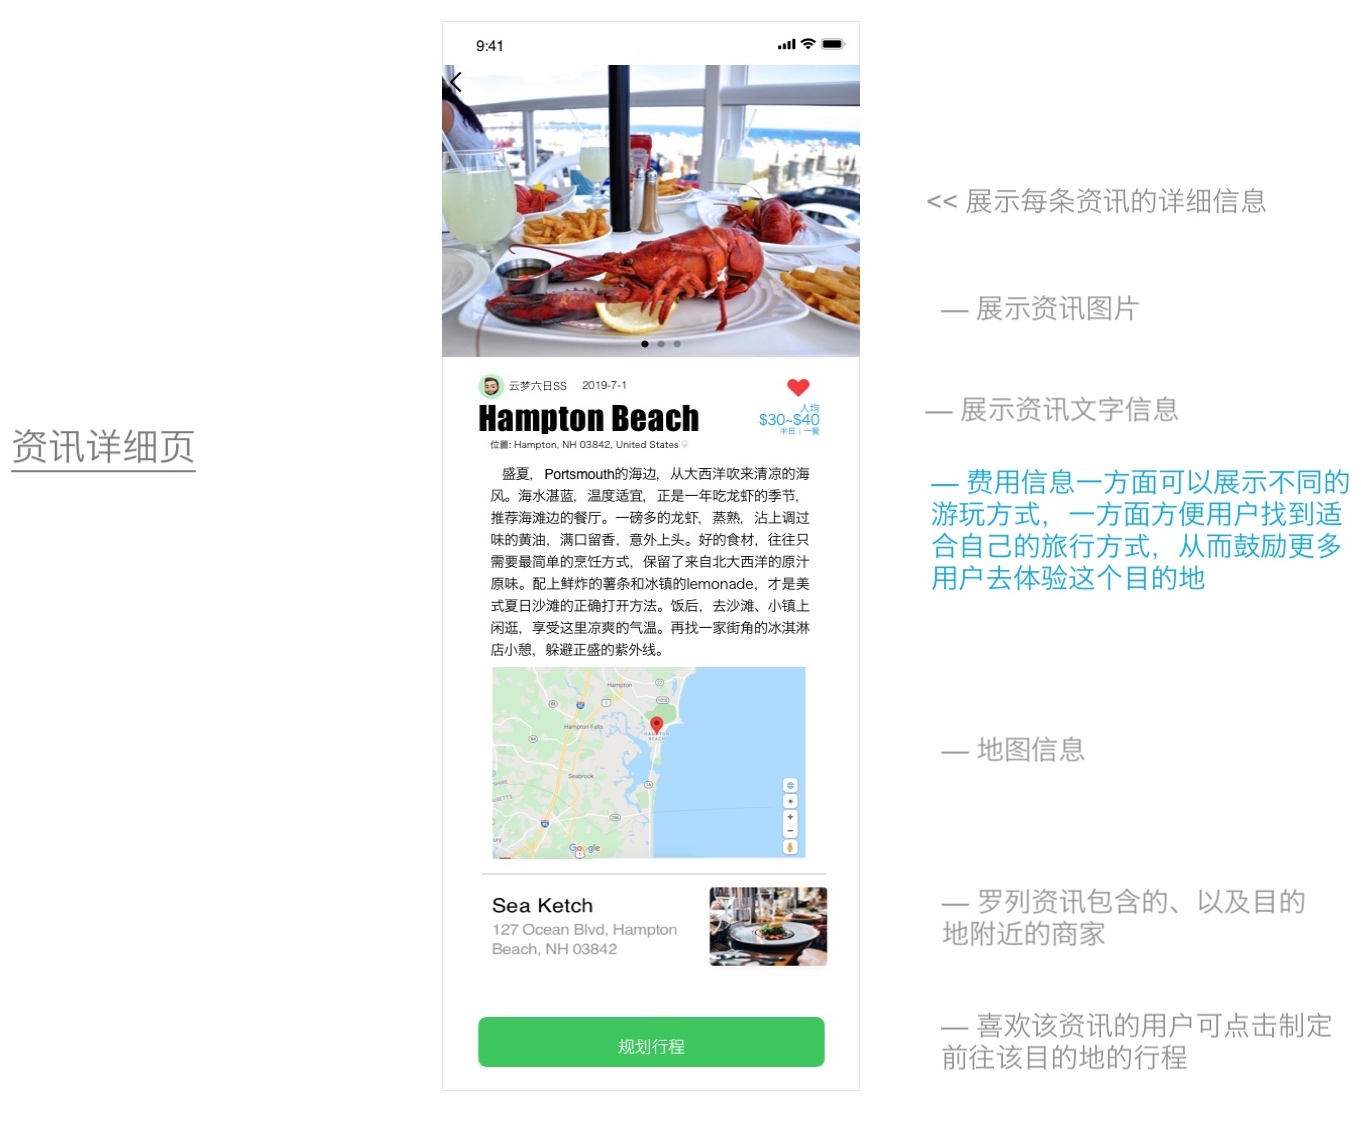 9:41
<< 展示每条资讯的详细信息
— 展示资讯图片
云梦六日SS 2019-7-1
人均
Hampton Beach
$30~$40
半日 | 一餐
位置: Hampton, NH 03842, United States
— 展示资讯文字信息
资讯详细页
盛夏， Portsmouth的海边，从大西洋吹来清凉的海
风。海水湛蓝，温度适宜，正是一年吃龙虾的季节，
推荐海滩边的餐厅。一磅多的龙虾，蒸熟，沾上调过
味的黄油，满口留香，意外上头。好的食材，往往只
需要最简单的烹饪方式，保留了来自北大西洋的原汁
原味。配上鲜炸的薯条和冰镇的lemonade，才是美
式夏日沙滩的正确打开方法。饭后，去沙滩、小镇上
闲逛，享受这里凉爽的气温。再找一家街角的冰淇淋
店小憩，躲避正盛的紫外线。
— 费用信息一方面可以展示不同的
游玩方式，一方面方便用户找到适
合自己的旅行方式，从而鼓励更多
用户去体验这个目的地
Hampton
Hampton Falls
HAMPTON
BEACH
Seabrook
Google
— 地图信息
Sea Ketch
127 Ocean Blvd, Hampton
Beach, NH 03842
— 罗列资讯包含的、以及目的
地附近的商家
规划行程
— 喜欢该资讯的用户可点击制定
前往该目的地的行程